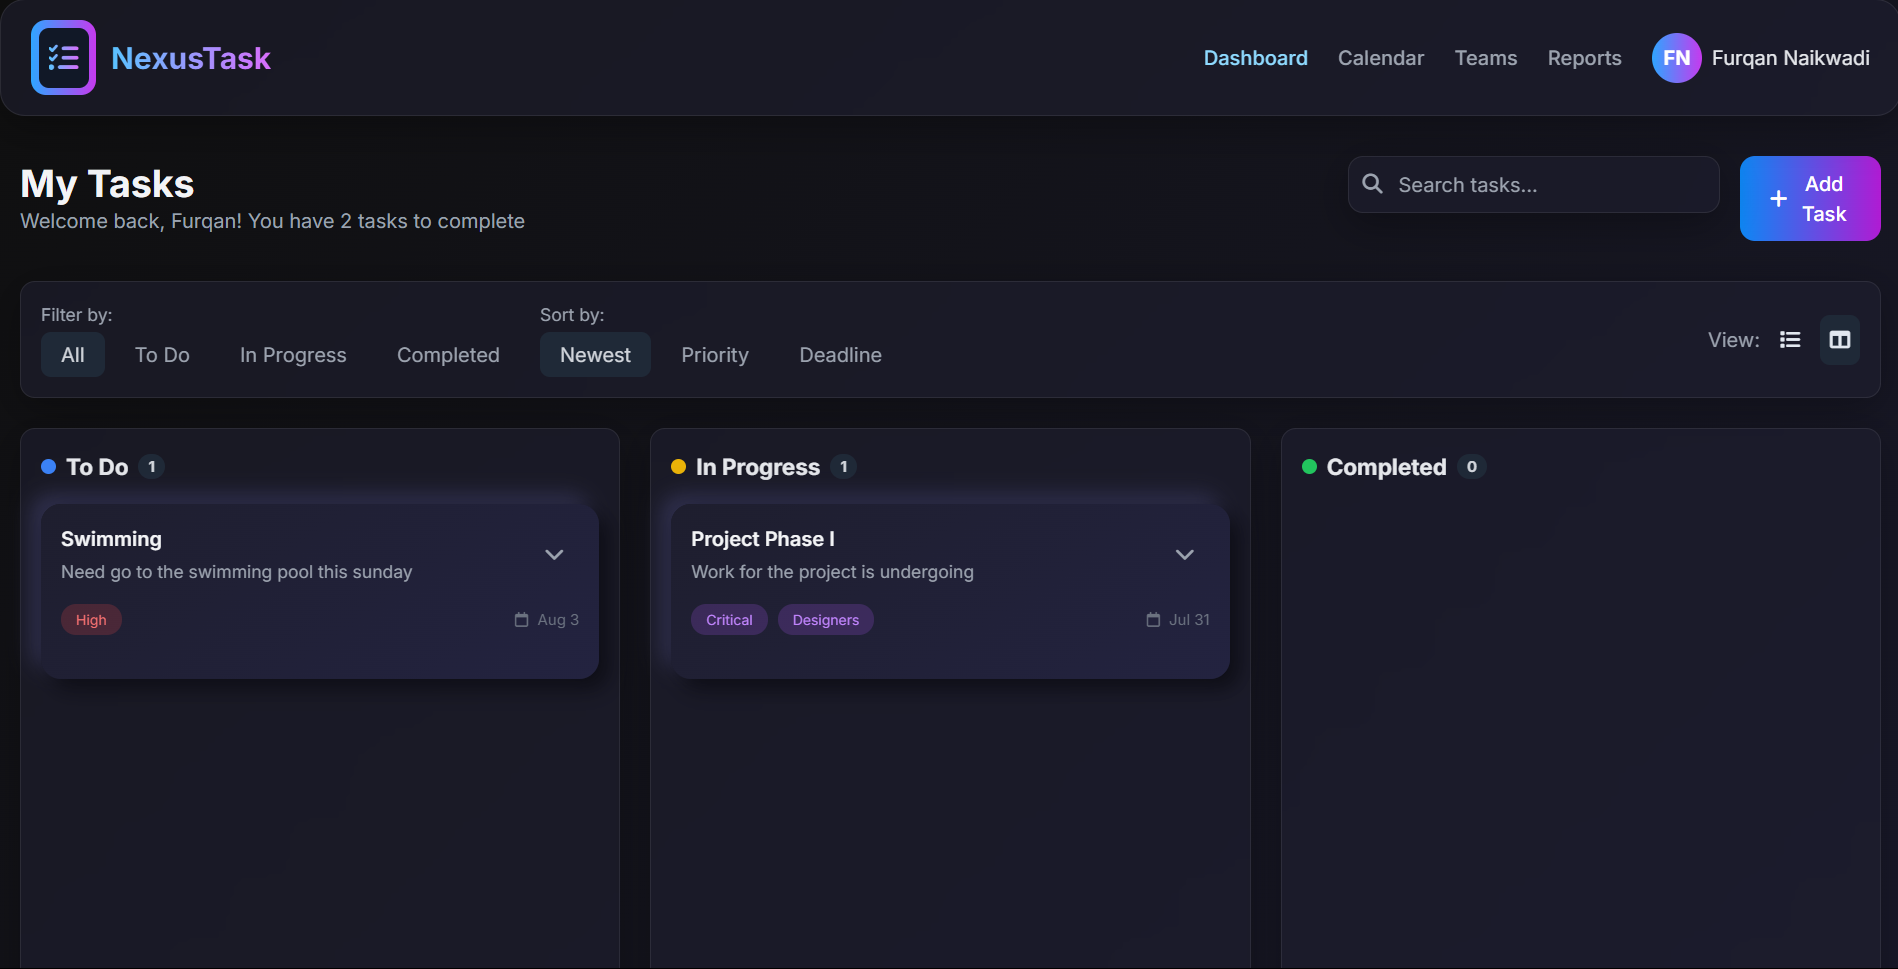 NexusTask
Dashboard Calendar Teams Reports FN Furqan Naikwadi
My Tasks
Welcome back, Furqan! You have 2 tasks to complete
Search tasks...
+ Add
Task
Filter by:
All To Do In Progress Completed
Sort by:
Newest Priority Deadline
View:
To Do 1
Swimming
Need go to the swimming pool this sunday
High Aug 3
In Progress 1
Project Phase I
Work for the project is undergoing
Critical Designers Jul 31
Completed 0